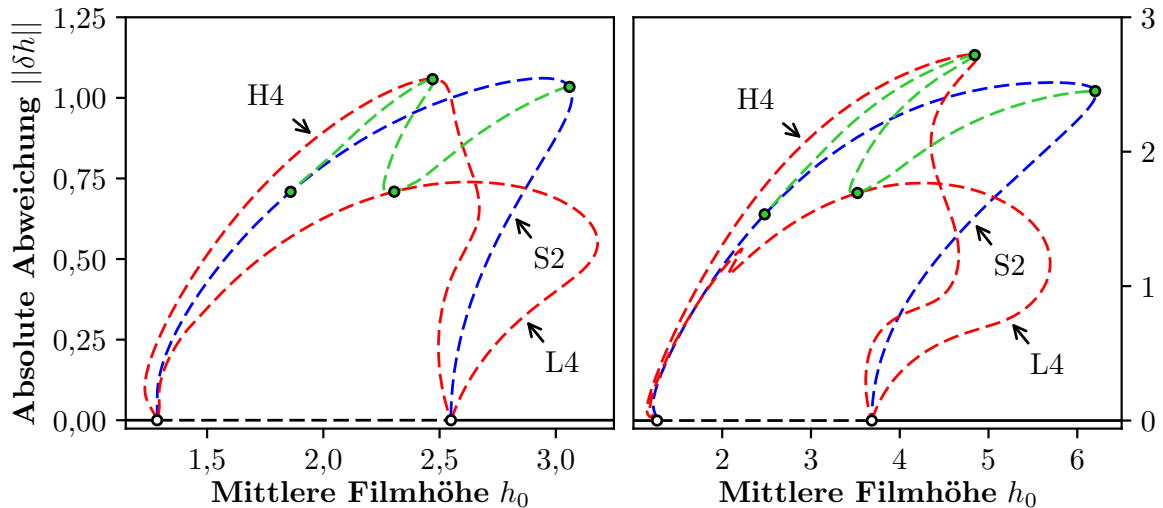 Absolute Abweichung ||δh||
1,25
1,00
0,75
0,50
0,25
0,00
H4
S2
L4
1,5
2,0
2,5
3,0
Mittlere Filmhöhe h₀
H4
S2
L4
3
2
1
0
2
3
4
5
6
Mittlere Filmhöhe h₀